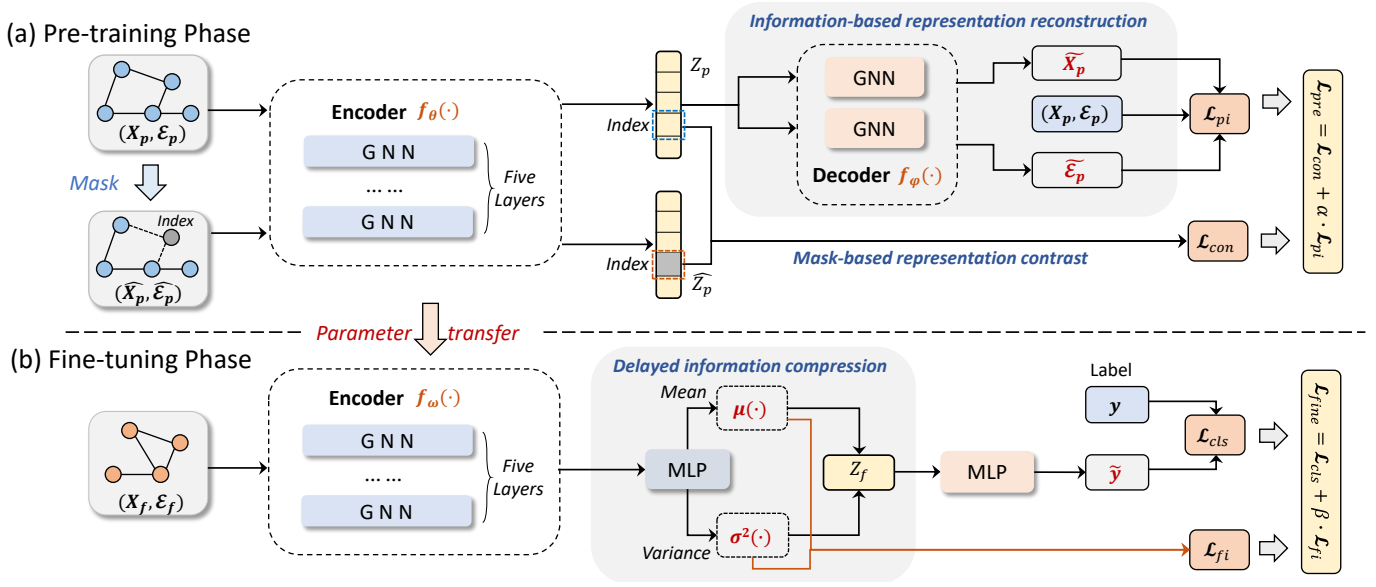 (a) Pre-training Phase
(X_p, ℰ_p)
Mask
Index
(X̂_p, ℰ̂_p)
Encoder f_θ(·)
G N N
... ...
G N N
Five
Layers
Z_p
Index
Index
Ẑ_p
Information-based representation reconstruction
GNN
GNN
Decoder f_φ(·)
X̃_p
(X_p, ℰ_p)
ℰ̃_p
ℒ_pi
Mask-based representation contrast
ℒ_con
ℒ_pre = ℒ_con + α · ℒ_pi
Parameter transfer
(b) Fine-tuning Phase
(X_f, ℰ_f)
Encoder f_ω(·)
G N N
... ...
G N N
Five
Layers
Delayed information compression
Mean
μ(·)
MLP
Variance
σ²(·)
Z_f
MLP
Label
y
ỹ
ℒ_cls
ℒ_fi
ℒ_fine = ℒ_cls + β · ℒ_fi